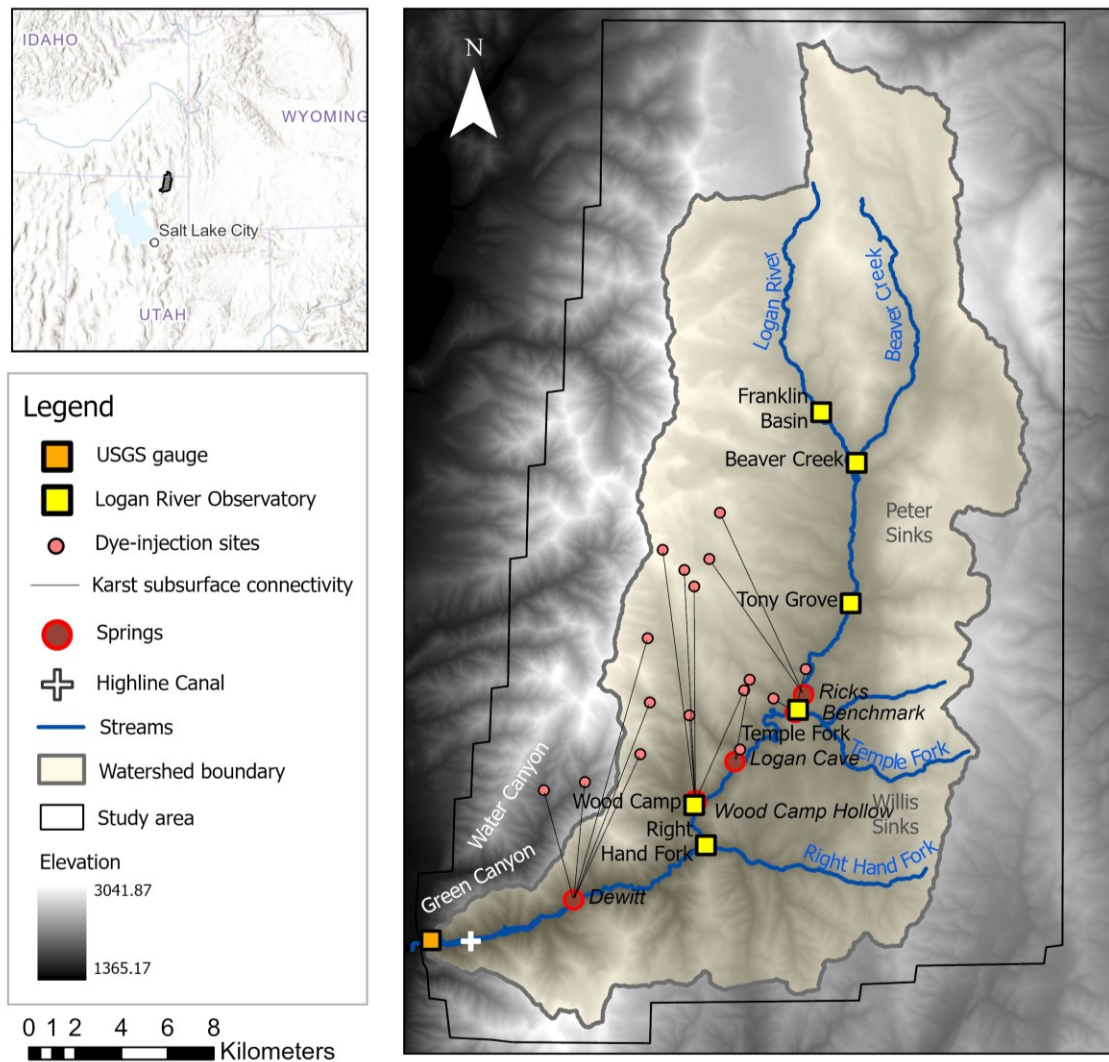 IDAHO
WYOMING
Salt Lake City
UTAH
Legend
USGS gauge
Logan River Observatory
Dye-injection sites
Karst subsurface connectivity
Springs
Highline Canal
Streams
Watershed boundary
Study area
Elevation
3041.87
1365.17
0 1 2 4 6 8
Kilometers
N
Logan River
Beaver Creek
Franklin
Basin
Beaver Creek
Peter
Sinks
Tony Grove
Ricks
Benchmark
Temple Fork
Temple Fork
Logan Cave
Wood Camp
Wood Camp Hollow
Willis
Sinks
Right
Hand Fork
Right Hand Fork
Water Canyon
Green Canyon
Dewitt